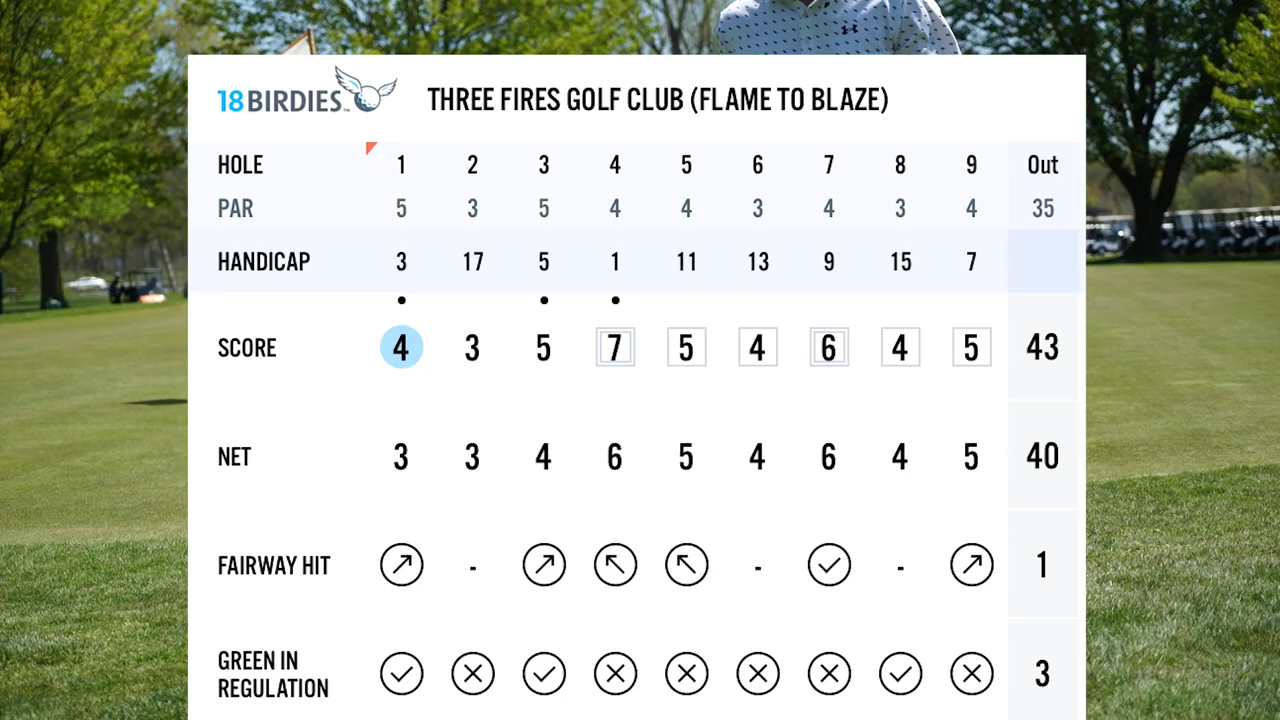 18BIRDIES™ THREE FIRES GOLF CLUB (FLAME TO BLAZE)
HOLE 1 2 3 4 5 6 7 8 9 Out
PAR 5 3 5 4 4 3 4 3 4 35
HANDICAP 3 17 5 1 11 13 9 15 7
SCORE 4 3 5 7 5 4 6 4 5 43
NET 3 3 4 6 5 4 6 4 5 40
FAIRWAY HIT - - - 1
GREEN IN
REGULATION 3